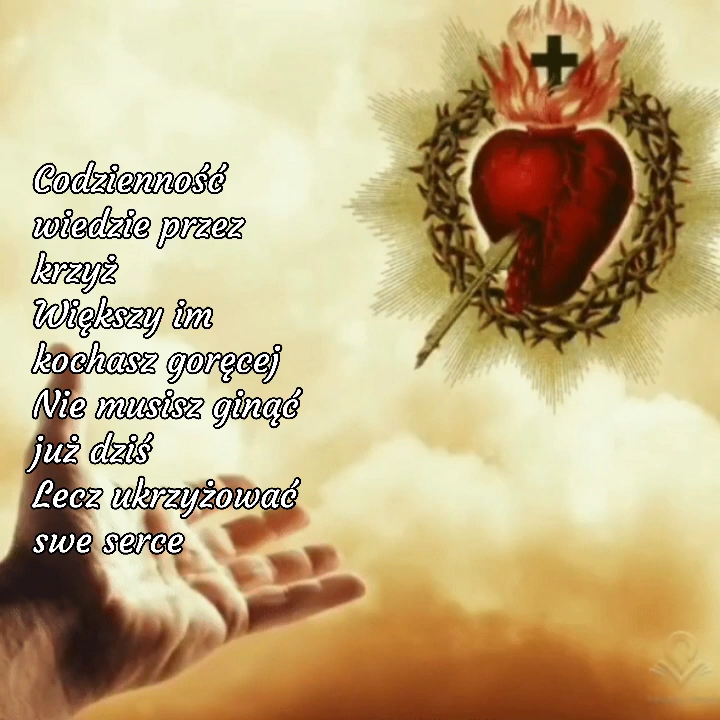 Codzienność
wiedzie przez
krzyż
Większy im
kochasz goręcej
Nie musisz ginąć
już dziś
Lecz ukrzyżować
swe serce